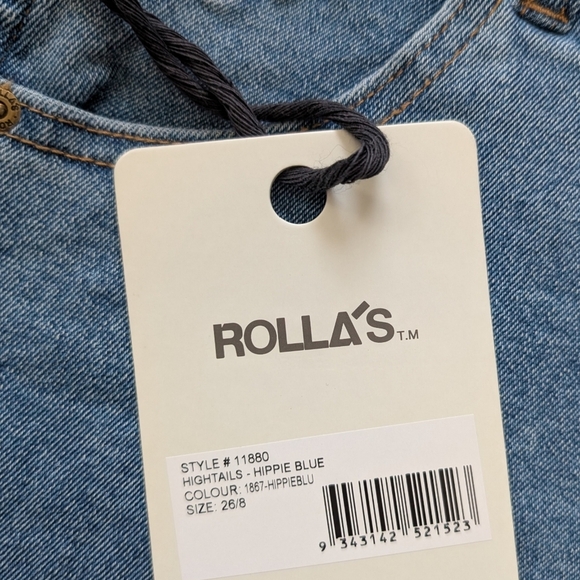 ROLLA'S T.M
STYLE # 11880
HIGHTAILS - HIPPIE BLUE
COLOUR: 1867-HIPPIEBLU
SIZE: 26/8
9 343142 521523